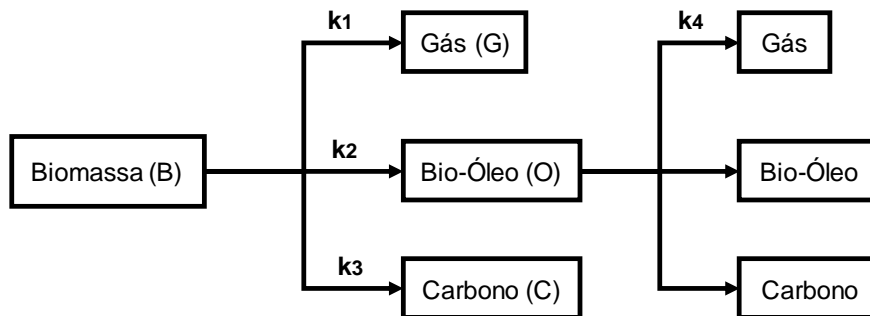 k1
Gás (G)
k4
Gás
Biomassa (B)
k2
Bio-Óleo (O)
Bio-Óleo
k3
Carbono (C)
Carbono